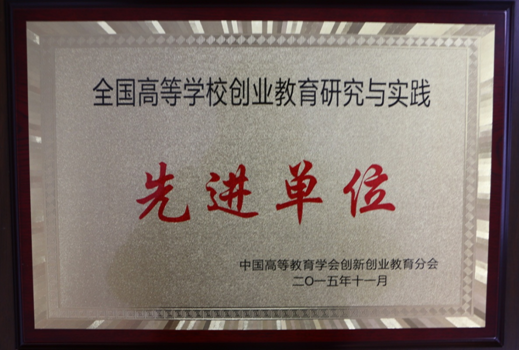 全国高等学校创业教育研究与实践
先进单位
中国高等教育学会创新创业教育分会
二〇一五年十一月